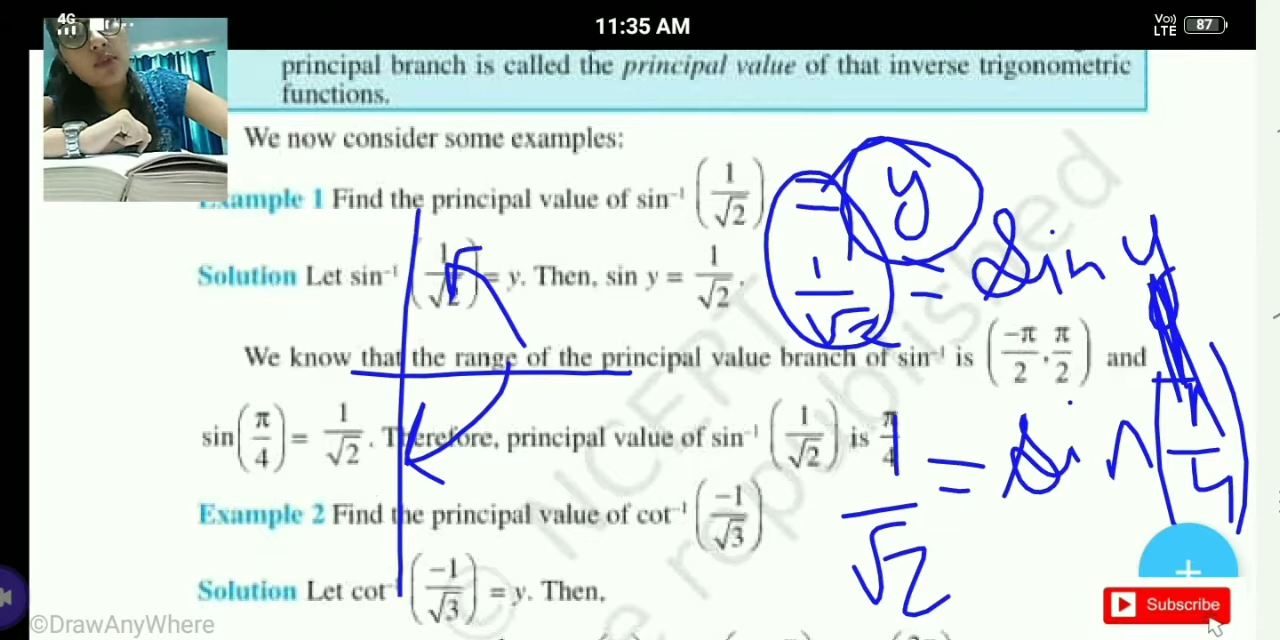 4G
11:35 AM
Vo))
LTE
87
principal branch is called the principal value of that inverse trigonometric
functions.
We now consider some examples:
Example 1 Find the principal value of sin⁻¹ (1/√2)
= y
Solution Let sin⁻¹ (1/√2) = y. Then, sin y = 1/√2.
1/√2 = sin y
We know that the range of the principal value branch of sin⁻¹ is (-π/2, π/2) and
sin(π/4) = 1/√2. Therefore, principal value of sin⁻¹ (1/√2) is π/4
1/√2 = sin π/4
Example 2 Find the principal value of cot⁻¹ (-1/√3)
Solution Let cot⁻¹ (-1/√3) = y. Then,
+
Subscribe
©DrawAnyWhere
© NCERT
republished